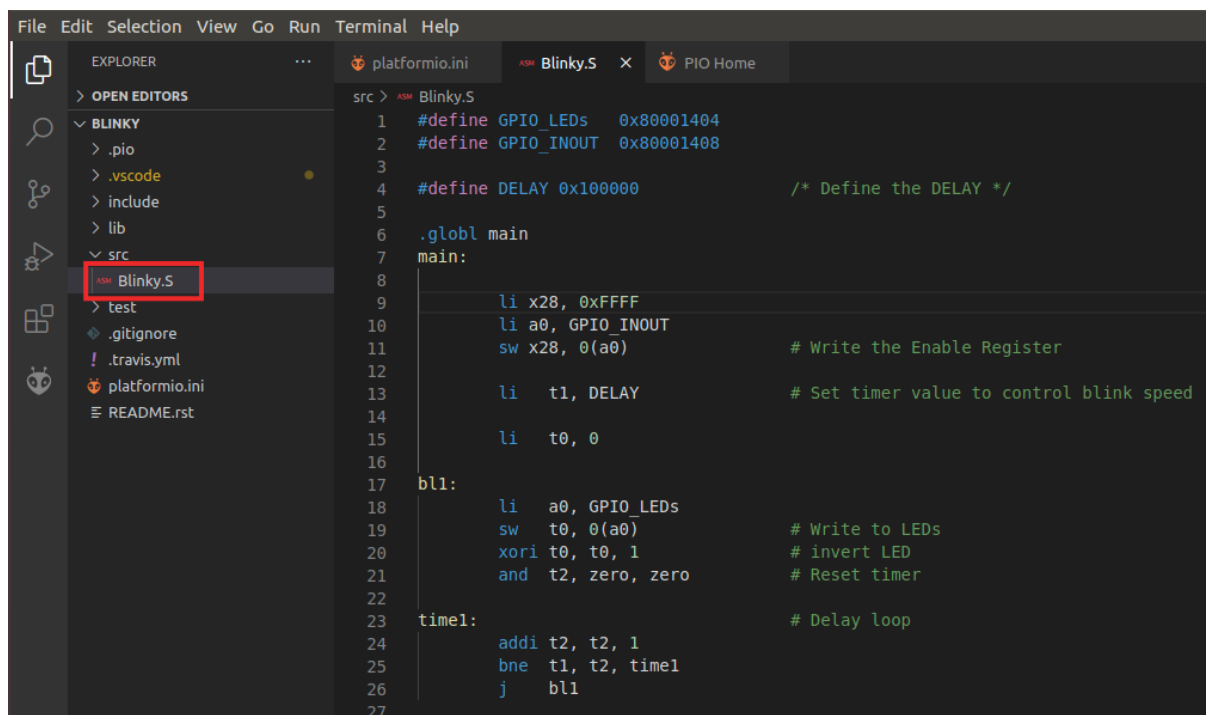 File Edit Selection View Go Run Terminal Help
EXPLORER ...
> OPEN EDITORS
BLINKY
> .pio
> .vscode
> include
> lib
src
ASM Blinky.S
> test
.gitignore
! .travis.yml
platformio.ini
README.rst
platformio.ini ASM Blinky.S × PIO Home
src > ASM Blinky.S
1 #define GPIO_LEDs 0x80001404
2 #define GPIO_INOUT 0x80001408
3
4 #define DELAY 0x100000 /* Define the DELAY */
5
6 .globl main
7 main:
8
9 li x28, 0xFFFF
10 li a0, GPIO_INOUT
11 sw x28, 0(a0) # Write the Enable Register
12
13 li t1, DELAY # Set timer value to control blink speed
14
15 li t0, 0
16
17 bl1:
18 li a0, GPIO_LEDs
19 sw t0, 0(a0) # Write to LEDs
20 xori t0, t0, 1 # invert LED
21 and t2, zero, zero # Reset timer
22
23 time1: # Delay loop
24 addi t2, t2, 1
25 bne t1, t2, time1
26 j bl1
27